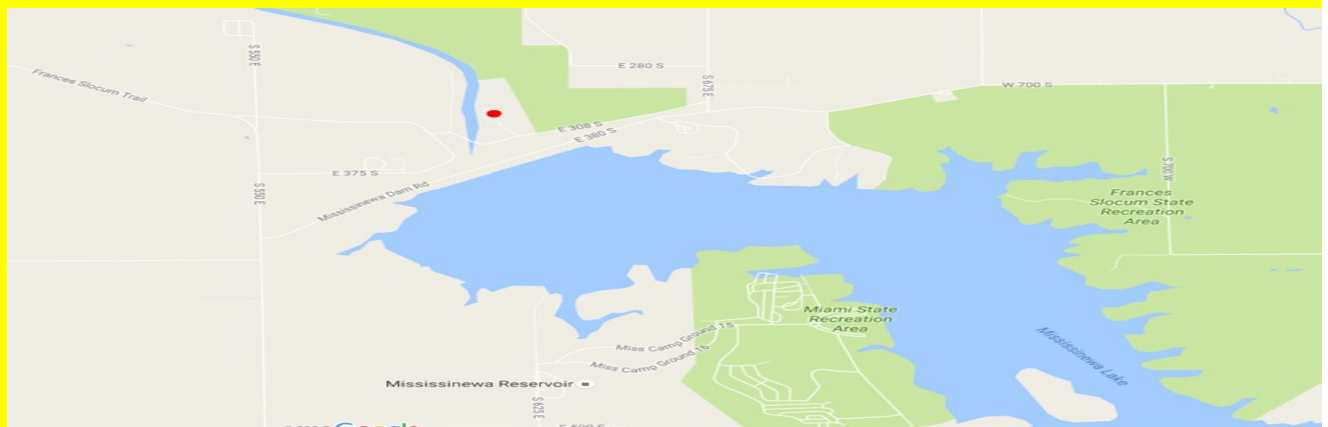 S 550 E
Frances Slocum Trail
E 280 S
S 675 E
W 700 S
E 308 S
E 380 S
E 375 S
S 700 W
S 550 E
Mississinewa Dam Rd
Frances
Slocum State
Recreation
Area
Miami State
Recreation
Area
Miss Camp Ground 15
Mississinewa Lake
Miss Camp Ground 16
Mississinewa Reservoir
S 625 E